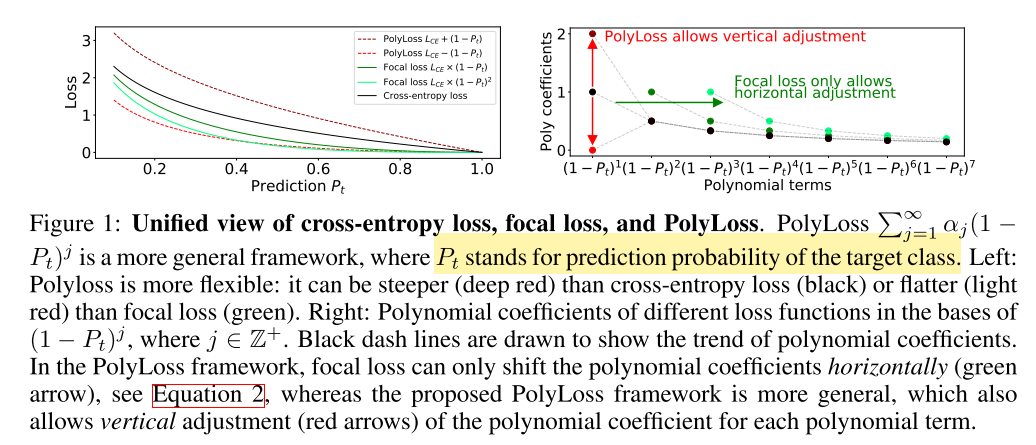 3
2
1
0
Loss
0.2 0.4 0.6 0.8 1.0
Prediction $P_t$
PolyLoss $L_{CE} + (1 - P_t)$
PolyLoss $L_{CE} - (1 - P_t)$
Focal loss $L_{CE} \times (1 - P_t)$
Focal loss $L_{CE} \times (1 - P_t)^2$
Cross-entropy loss
2
1
0
Poly coefficients
PolyLoss allows vertical adjustment
Focal loss only allows
horizontal adjustment
$(1 - P_t)^1 (1 - P_t)^2 (1 - P_t)^3 (1 - P_t)^4 (1 - P_t)^5 (1 - P_t)^6 (1 - P_t)^7$
Polynomial terms
Figure 1: Unified view of cross-entropy loss, focal loss, and PolyLoss. PolyLoss $\sum_{j=1}^{\infty} \alpha_j (1 -$
$P_t)^j$ is a more general framework, where $P_t$ stands for prediction probability of the target class. Left:
Polyloss is more flexible: it can be steeper (deep red) than cross-entropy loss (black) or flatter (light
red) than focal loss (green). Right: Polynomial coefficients of different loss functions in the bases of
$(1 - P_t)^j$, where $j \in \mathbb{Z}^+$. Black dash lines are drawn to show the trend of polynomial coefficients.
In the PolyLoss framework, focal loss can only shift the polynomial coefficients horizontally (green
arrow), see Equation 2, whereas the proposed PolyLoss framework is more general, which also
allows vertical adjustment (red arrows) of the polynomial coefficient for each polynomial term.